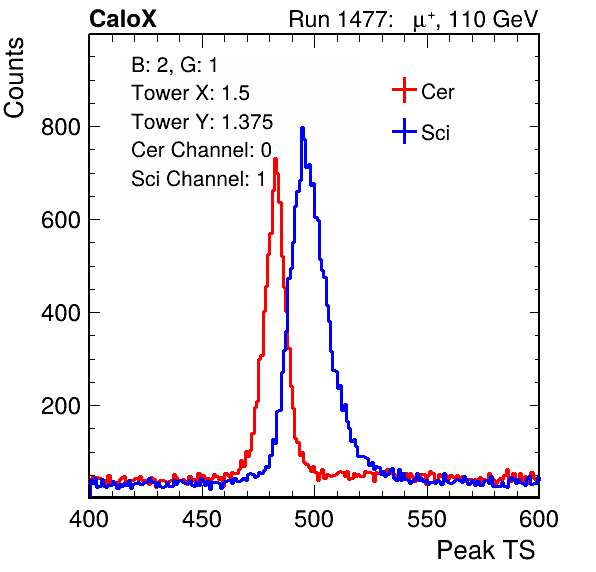 CaloX Run 1477: μ⁺, 110 GeV
Counts
B: 2, G: 1
Tower X: 1.5
Tower Y: 1.375
Cer Channel: 0
Sci Channel: 1
Cer
Sci
800
600
400
200
400 450 500 550 600
Peak TS